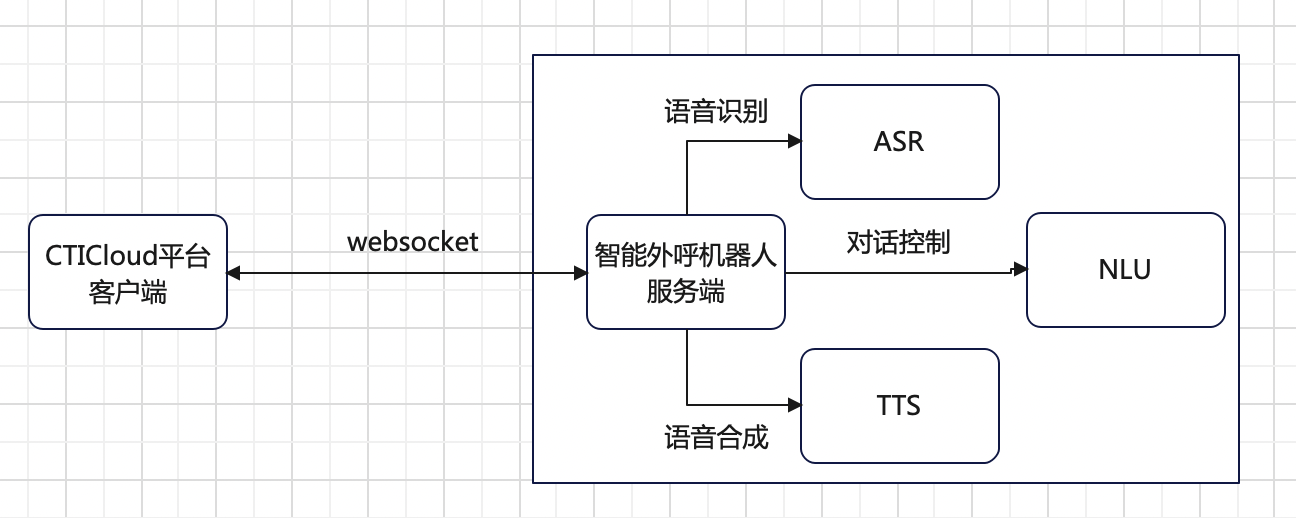 语音识别
ASR
CTICloud平台
客户端
websocket
智能外呼机器人
服务端
对话控制
NLU
TTS
语音合成